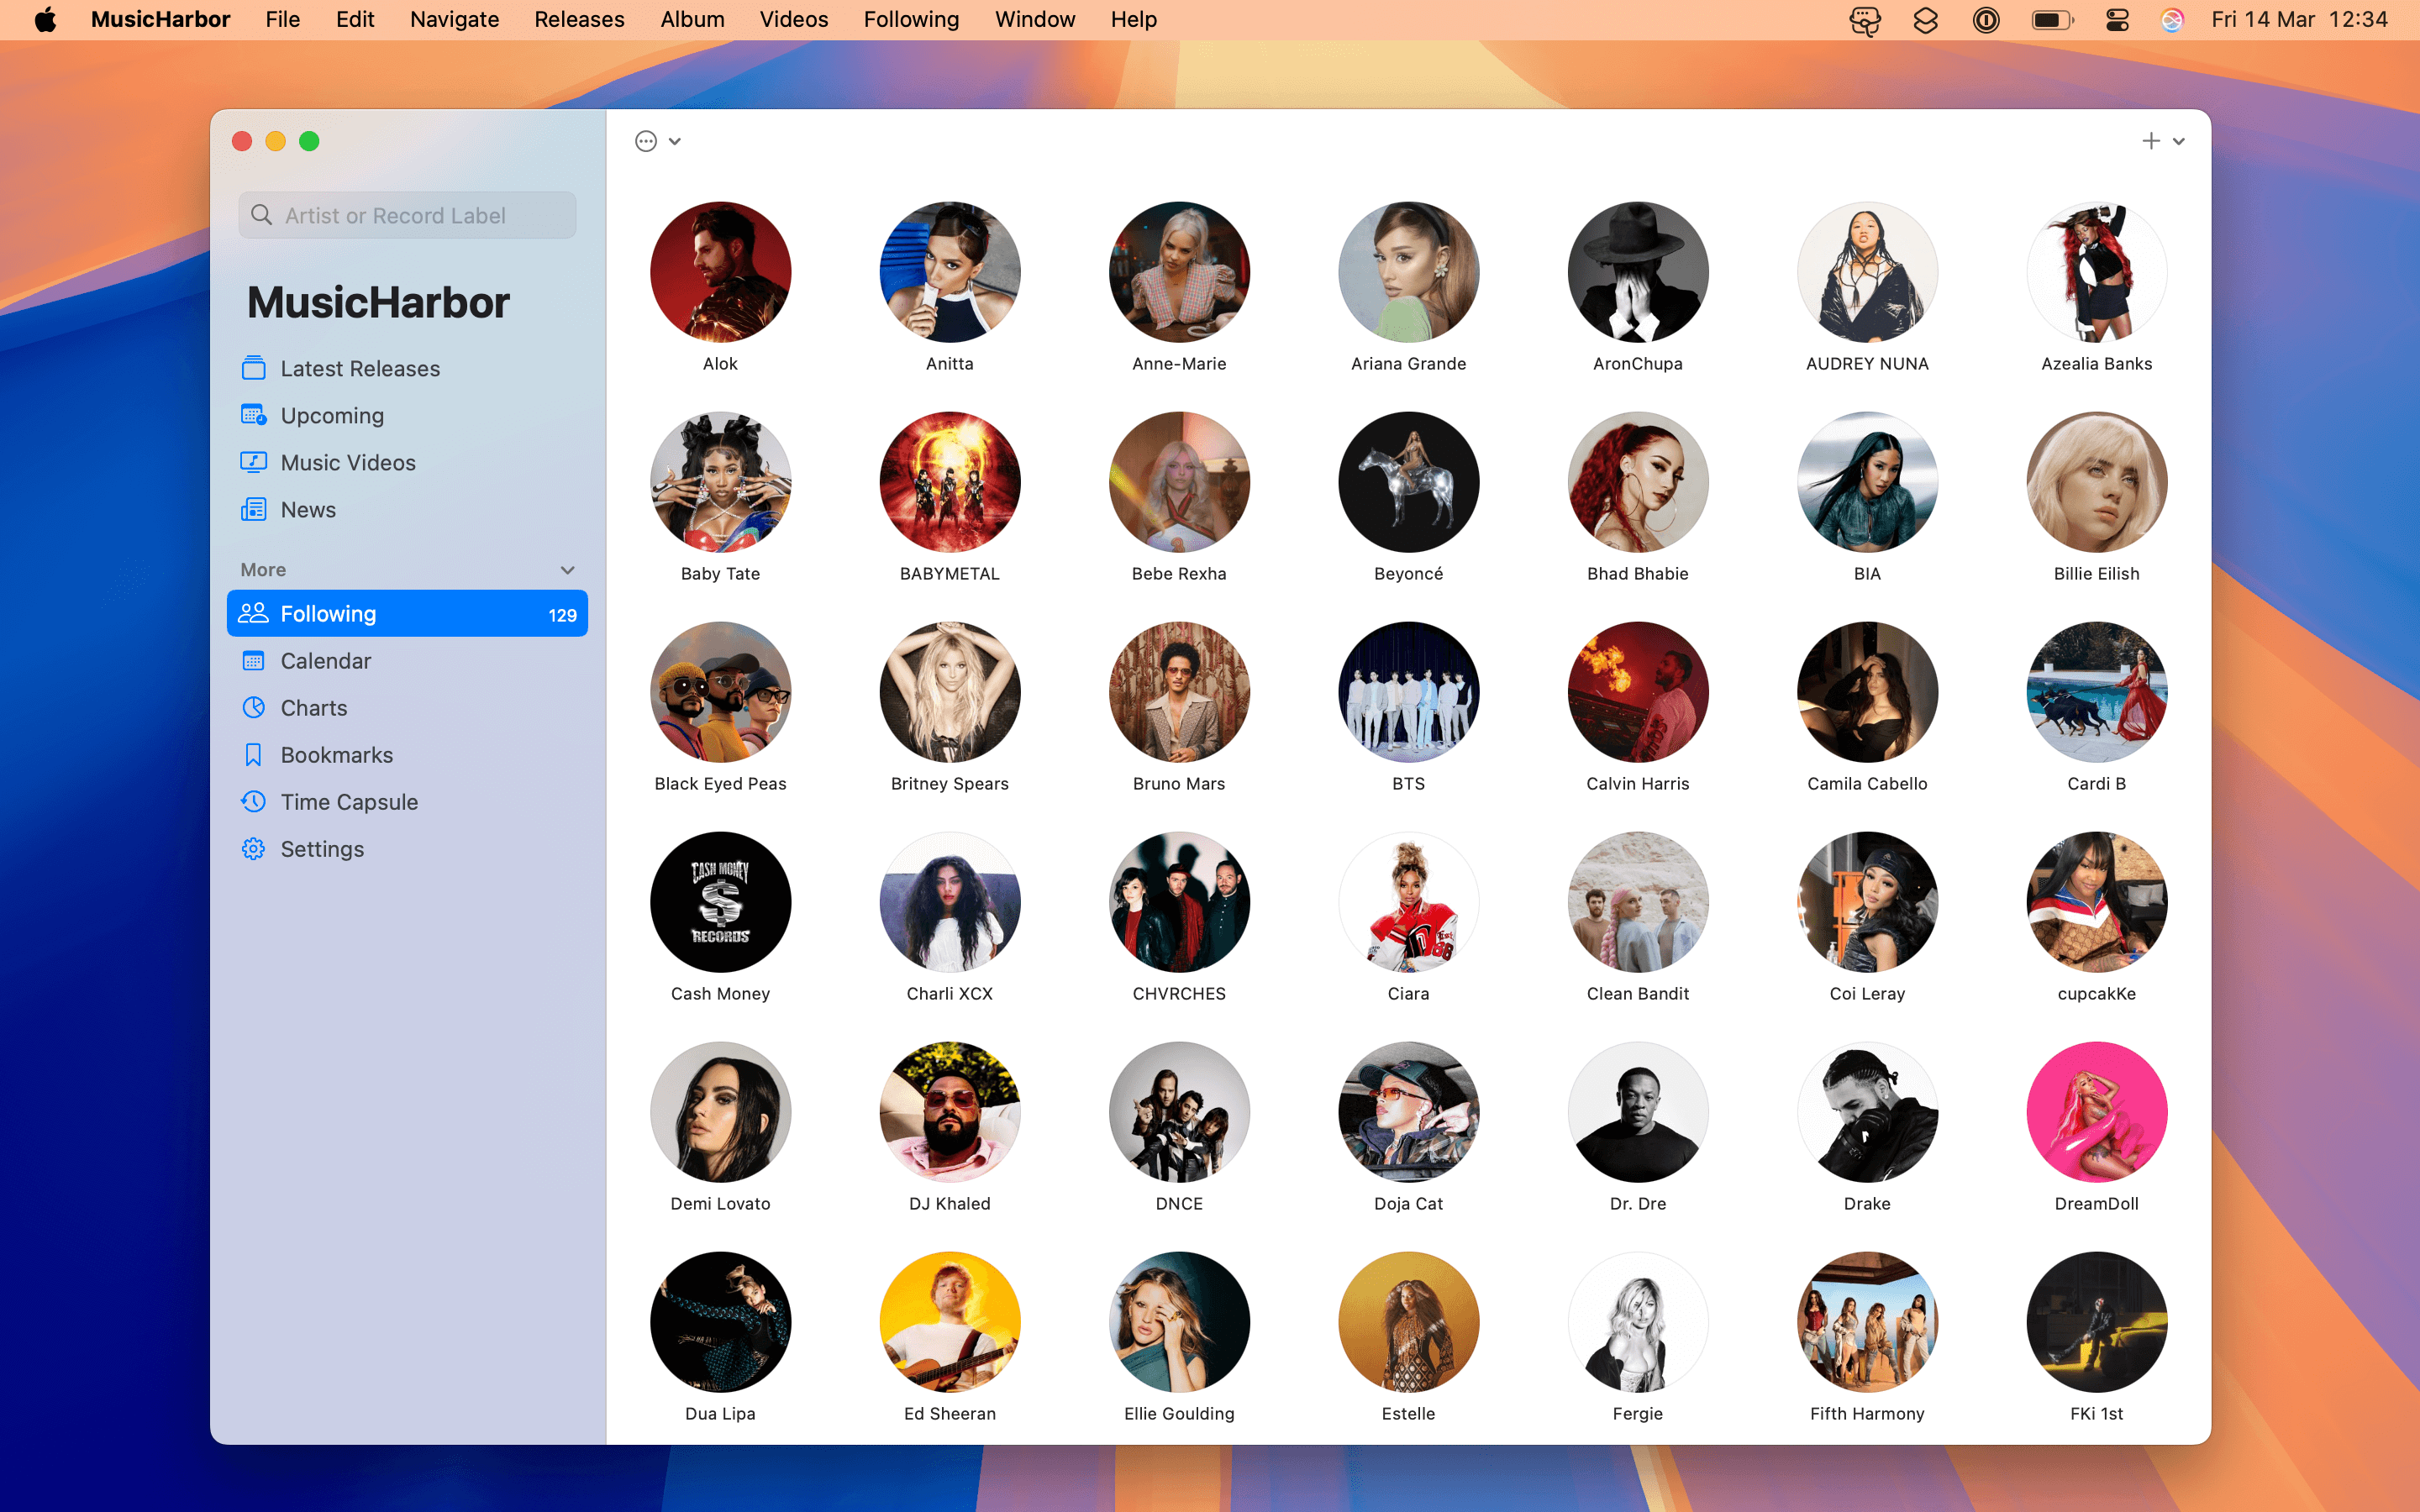 MusicHarbor File Edit Navigate Releases Album Videos Following Window Help Fri 14 Mar 12:34
Artist or Record Label
MusicHarbor
Latest Releases
Upcoming
Music Videos
News
More
Following 129
Calendar
Charts
Bookmarks
Time Capsule
Settings
Alok Anitta Anne-Marie Ariana Grande AronChupa AUDREY NUNA Azealia Banks
Baby Tate BABYMETAL Bebe Rexha Beyoncé Bhad Bhabie BIA Billie Eilish
Black Eyed Peas Britney Spears Bruno Mars BTS Calvin Harris Camila Cabello Cardi B
CASH MONEY
RECORDS
Cash Money Charli XCX CHVRCHES Ciara Clean Bandit Coi Leray cupcakKe
Demi Lovato DJ Khaled DNCE Doja Cat Dr. Dre Drake DreamDoll
Dua Lipa Ed Sheeran Ellie Goulding Estelle Fergie Fifth Harmony FKi 1st